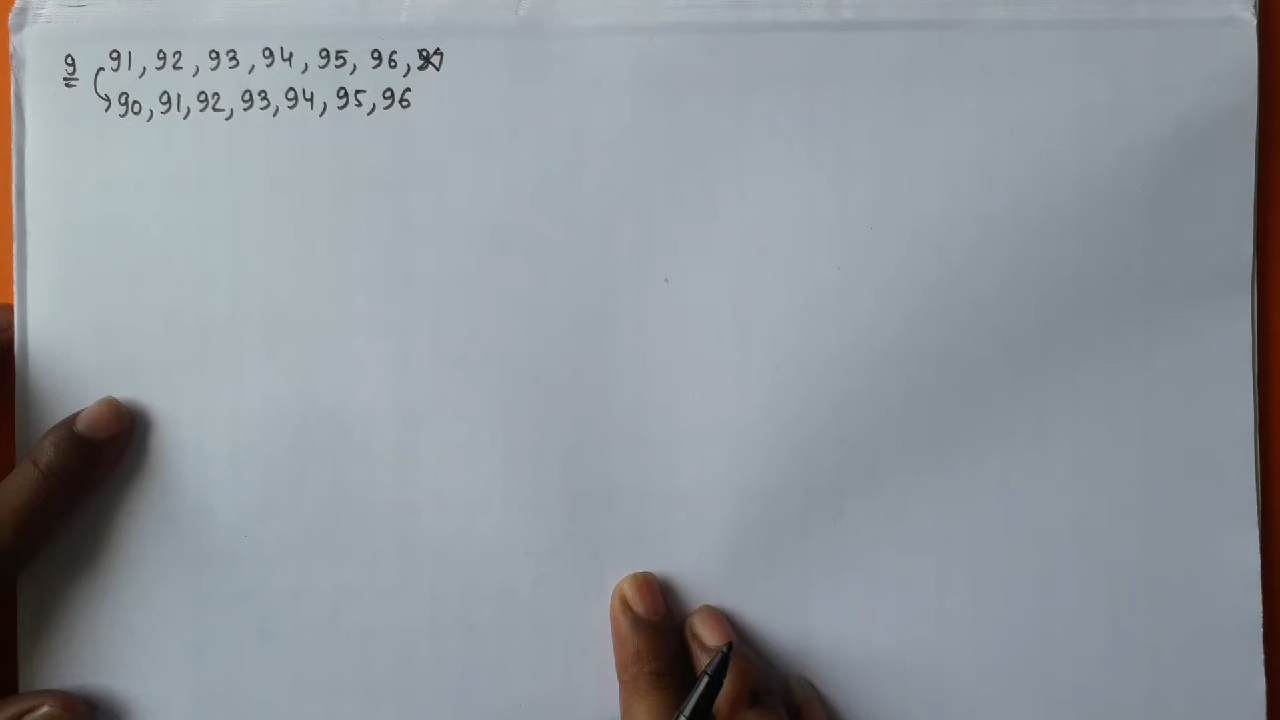 9 91, 92, 93, 94, 95, 96,
90, 91, 92, 93, 94, 95, 96